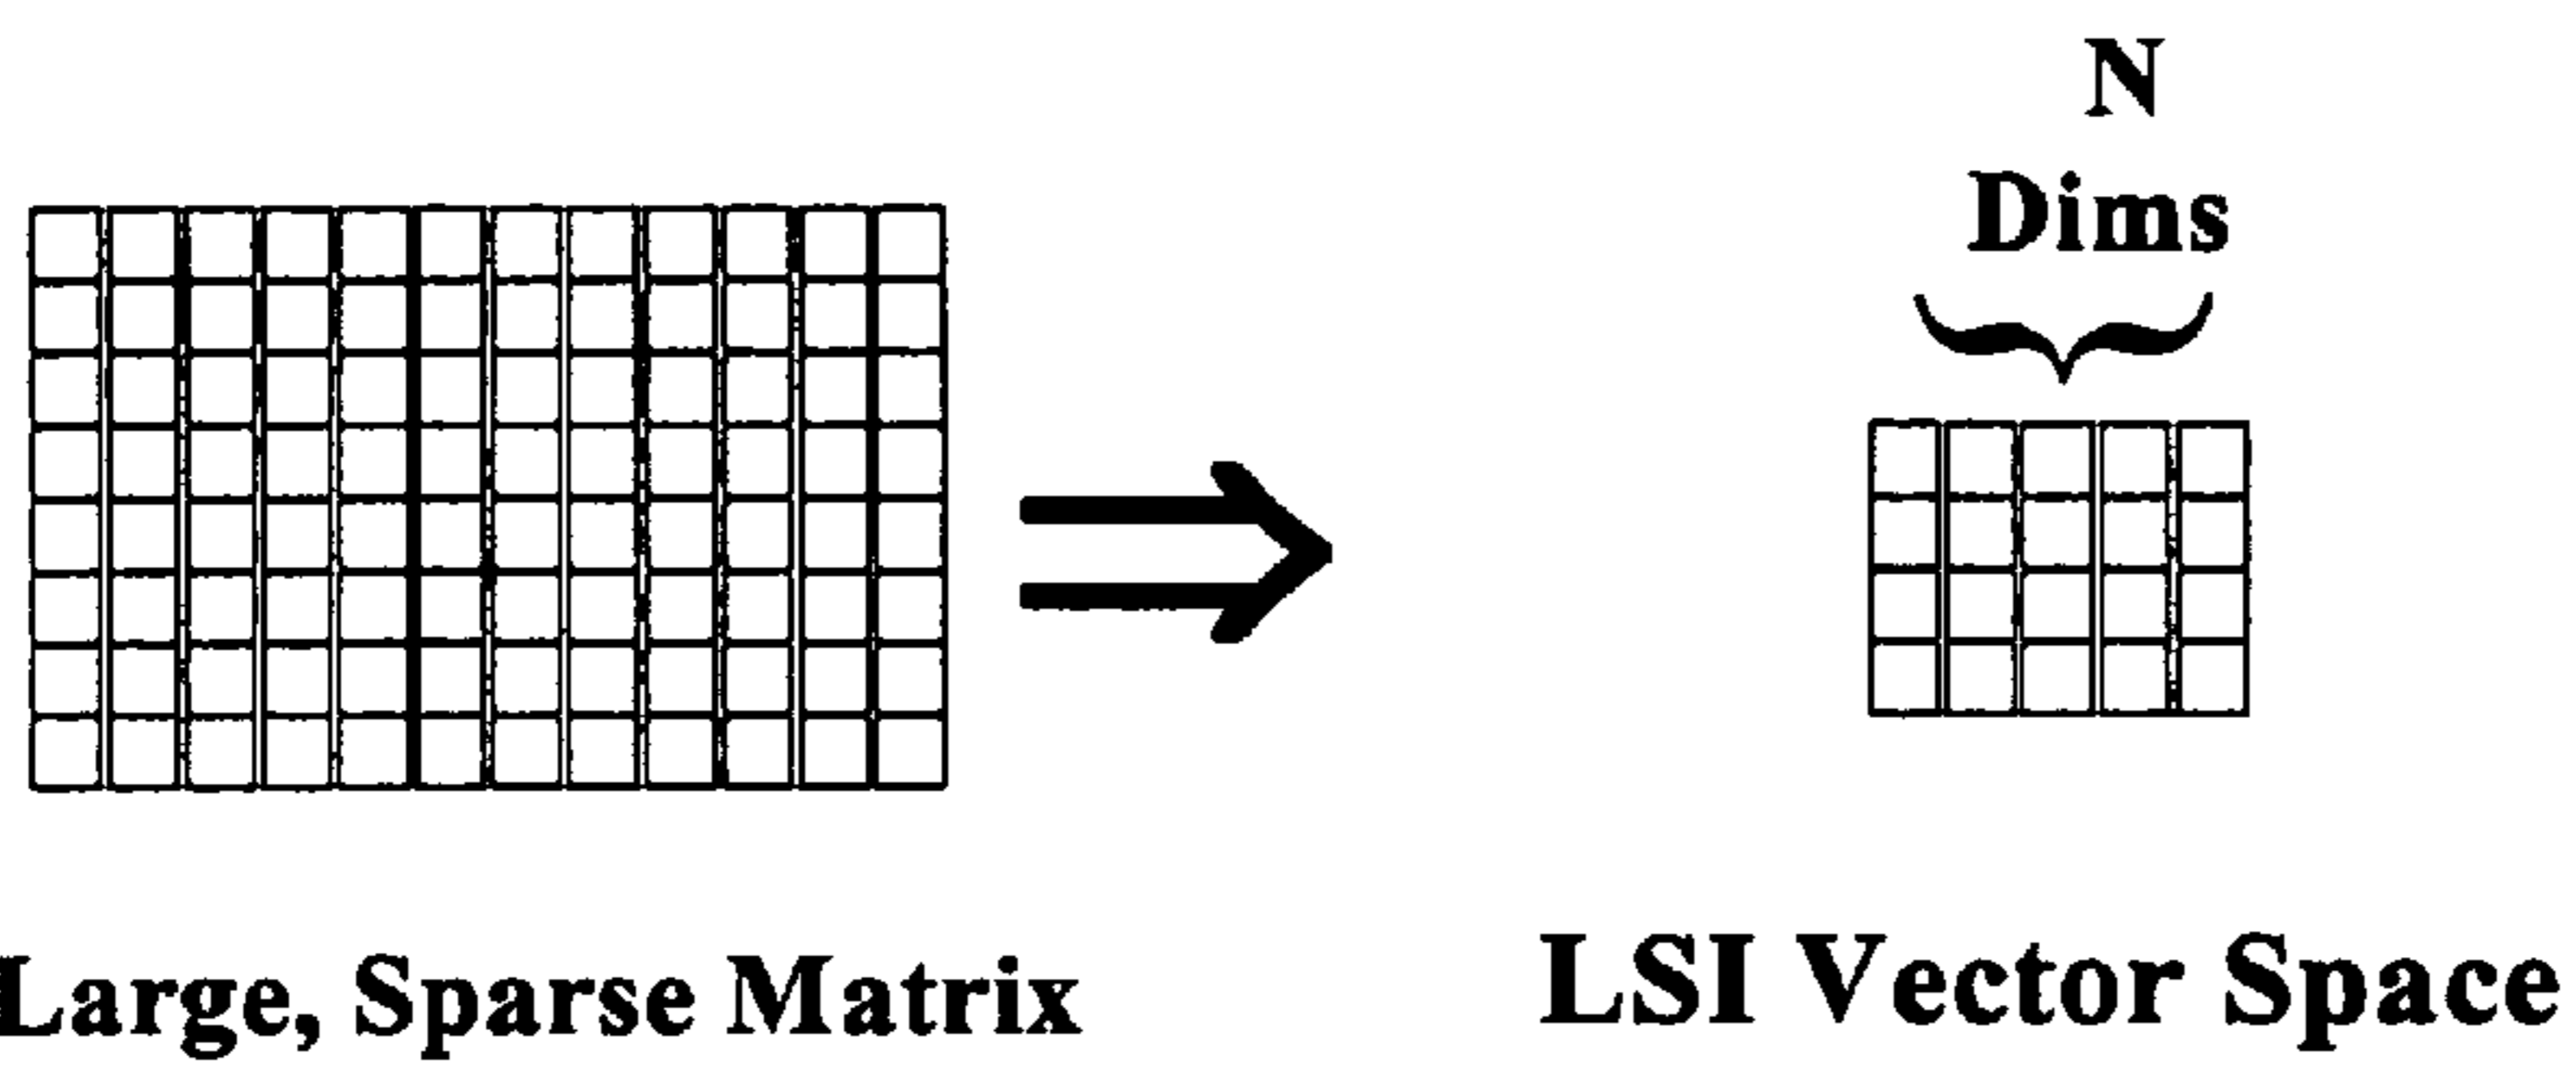 N
Dims
Large, Sparse Matrix
LSI Vector Space